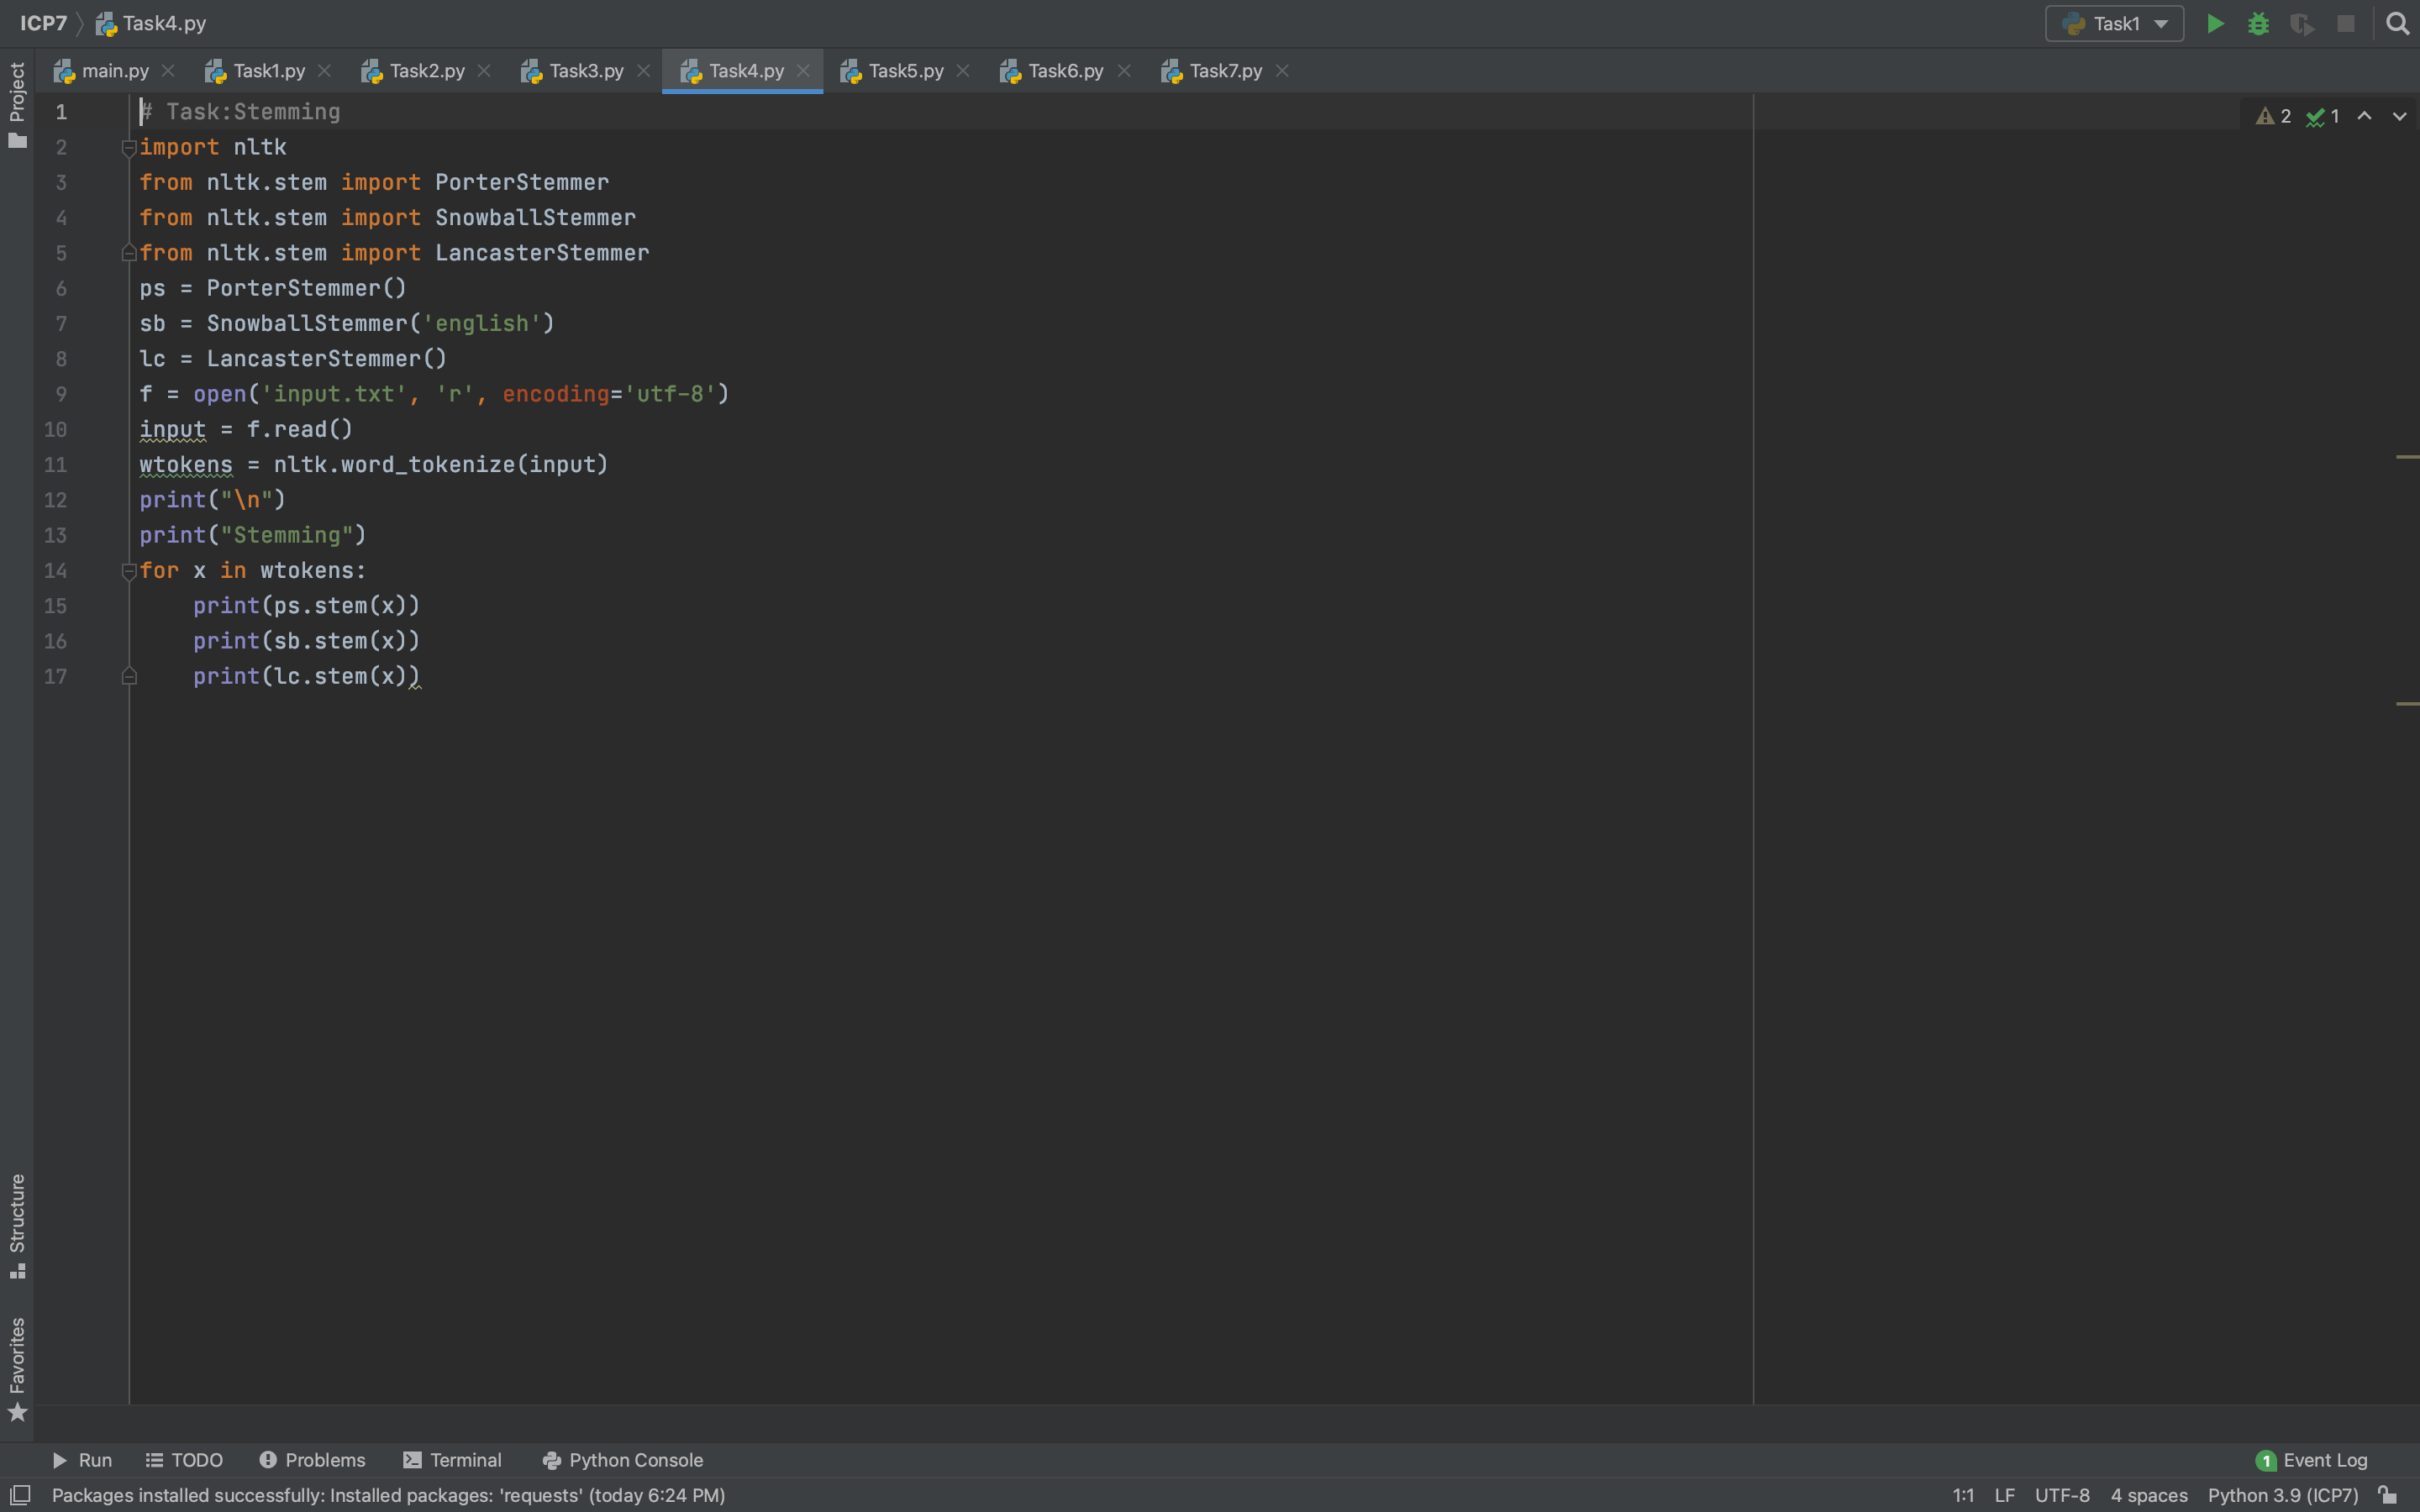 ICP7 Task4.py Task1
main.py Task1.py Task2.py Task3.py Task4.py Task5.py Task6.py Task7.py
Project
1 # Task:Stemming
2 1
2 import nltk
3 from nltk.stem import PorterStemmer
4 from nltk.stem import SnowballStemmer
5 from nltk.stem import LancasterStemmer
6 ps = PorterStemmer()
7 sb = SnowballStemmer('english')
8 lc = LancasterStemmer()
9 f = open('input.txt', 'r', encoding='utf-8')
10 input = f.read()
11 wtokens = nltk.word_tokenize(input)
12 print("\n")
13 print("Stemming")
14 for x in wtokens:
15     print(ps.stem(x))
16     print(sb.stem(x))
17     print(lc.stem(x))
Structure
Favorites
Run TODO Problems Terminal Python Console 1 Event Log
Packages installed successfully: Installed packages: 'requests' (today 6:24 PM) 1:1 LF UTF-8 4 spaces Python 3.9 (ICP7)